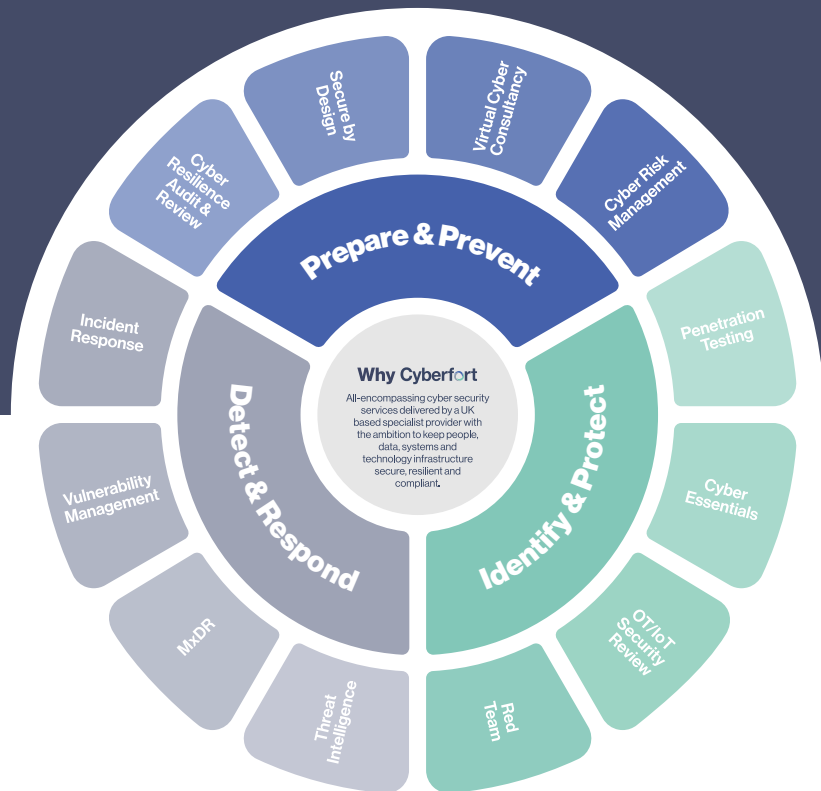 Secure by
Design
Virtual Cyber
Consultancy
Cyber
Resilience
Audit &
Review
Cyber Risk
Management
Prepare & Prevent
Incident
Response
Penetration
Testing
Why Cyberfort
All-encompassing cyber security
services delivered by a UK
based specialist provider with
the ambition to keep people,
data, systems and
technology infrastructure
secure, resilient and
compliant.
Detect & Respond
Identify & Protect
Vulnerability
Management
Cyber
Essentials
MxDR
OT/IoT
Security
Review
Threat
Intelligence
Red
Team